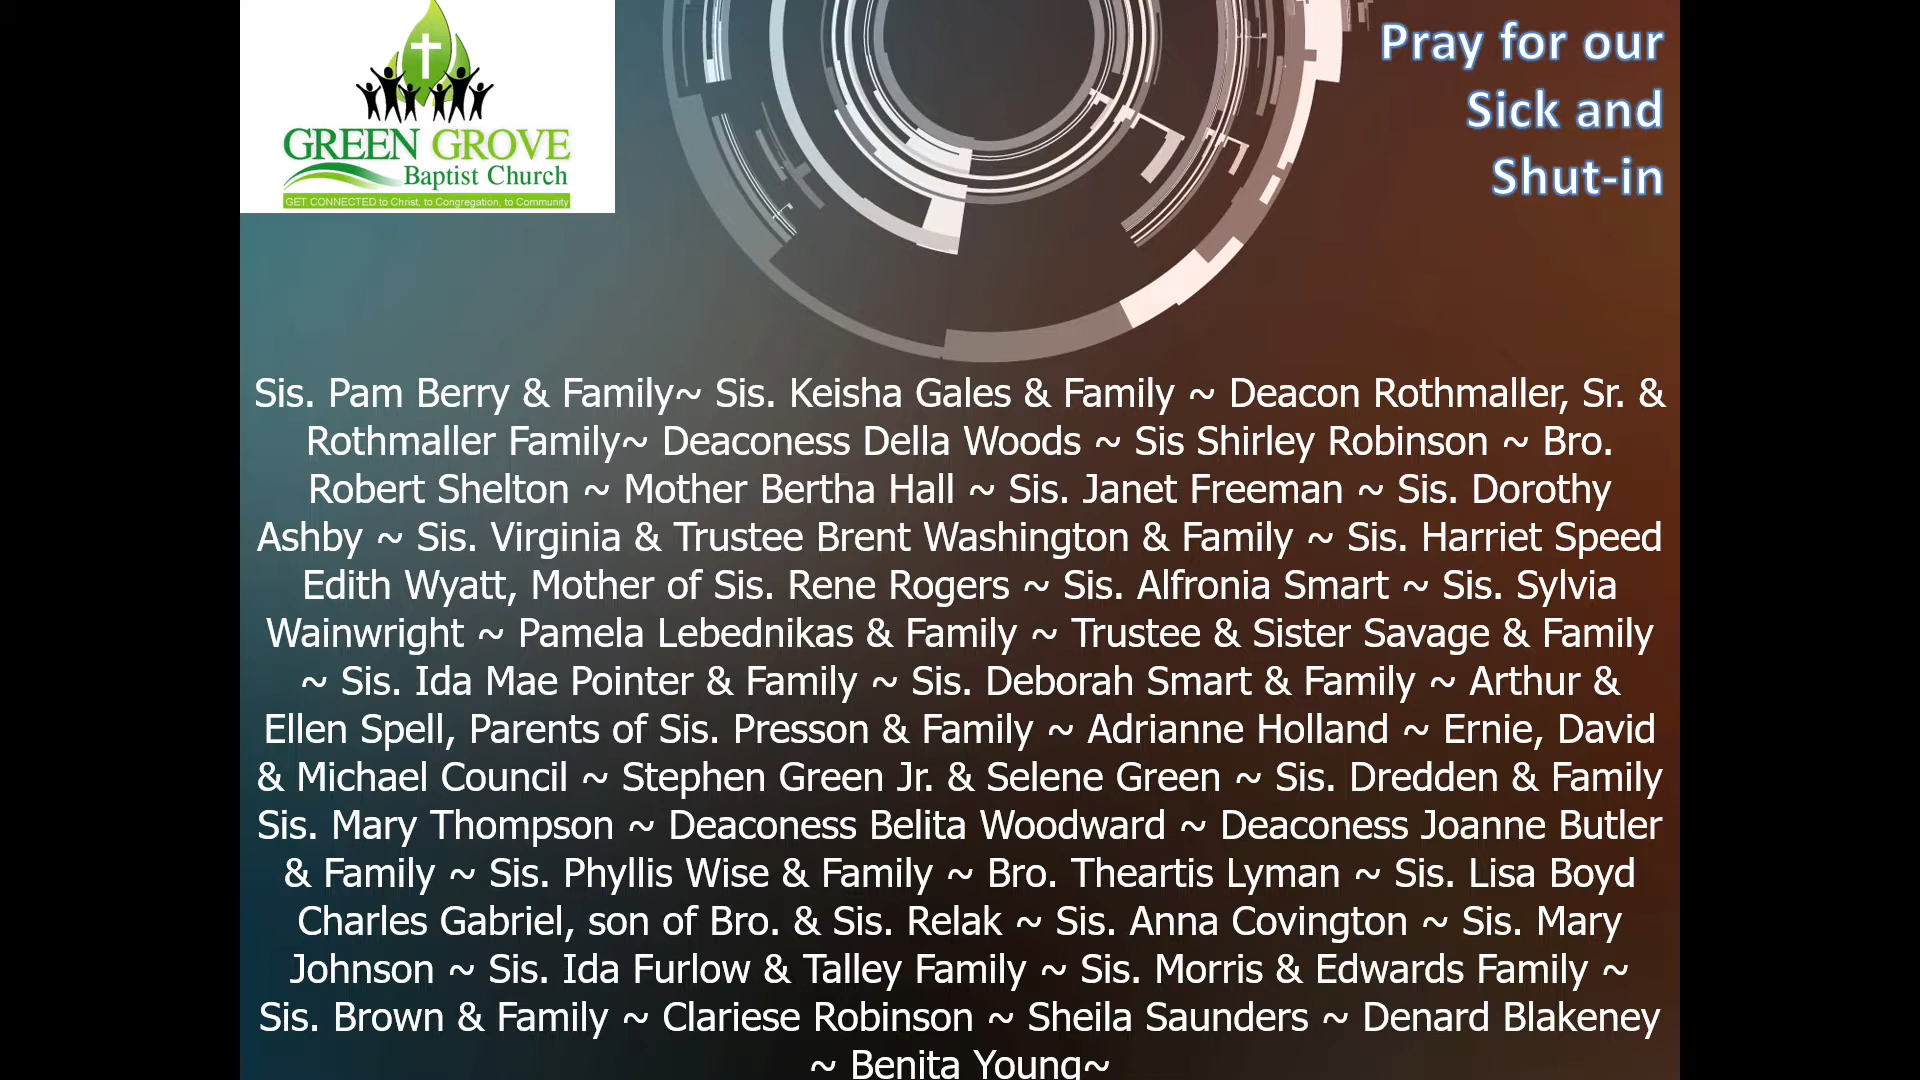 GREEN GROVE
Baptist Church
GET CONNECTED to Christ, to Congregation, to Community
Pray for our
Sick and
Shut-in
Sis. Pam Berry & Family~ Sis. Keisha Gales & Family ~ Deacon Rothmaller, Sr. &
Rothmaller Family~ Deaconess Della Woods ~ Sis Shirley Robinson ~ Bro.
Robert Shelton ~ Mother Bertha Hall ~ Sis. Janet Freeman ~ Sis. Dorothy
Ashby ~ Sis. Virginia & Trustee Brent Washington & Family ~ Sis. Harriet Speed
Edith Wyatt, Mother of Sis. Rene Rogers ~ Sis. Alfronia Smart ~ Sis. Sylvia
Wainwright ~ Pamela Lebednikas & Family ~ Trustee & Sister Savage & Family
~ Sis. Ida Mae Pointer & Family ~ Sis. Deborah Smart & Family ~ Arthur &
Ellen Spell, Parents of Sis. Presson & Family ~ Adrianne Holland ~ Ernie, David
& Michael Council ~ Stephen Green Jr. & Selene Green ~ Sis. Dredden & Family
Sis. Mary Thompson ~ Deaconess Belita Woodward ~ Deaconess Joanne Butler
& Family ~ Sis. Phyllis Wise & Family ~ Bro. Theartis Lyman ~ Sis. Lisa Boyd
Charles Gabriel, son of Bro. & Sis. Relak ~ Sis. Anna Covington ~ Sis. Mary
Johnson ~ Sis. Ida Furlow & Talley Family ~ Sis. Morris & Edwards Family ~
Sis. Brown & Family ~ Clariese Robinson ~ Sheila Saunders ~ Denard Blakeney
~ Benita Young~